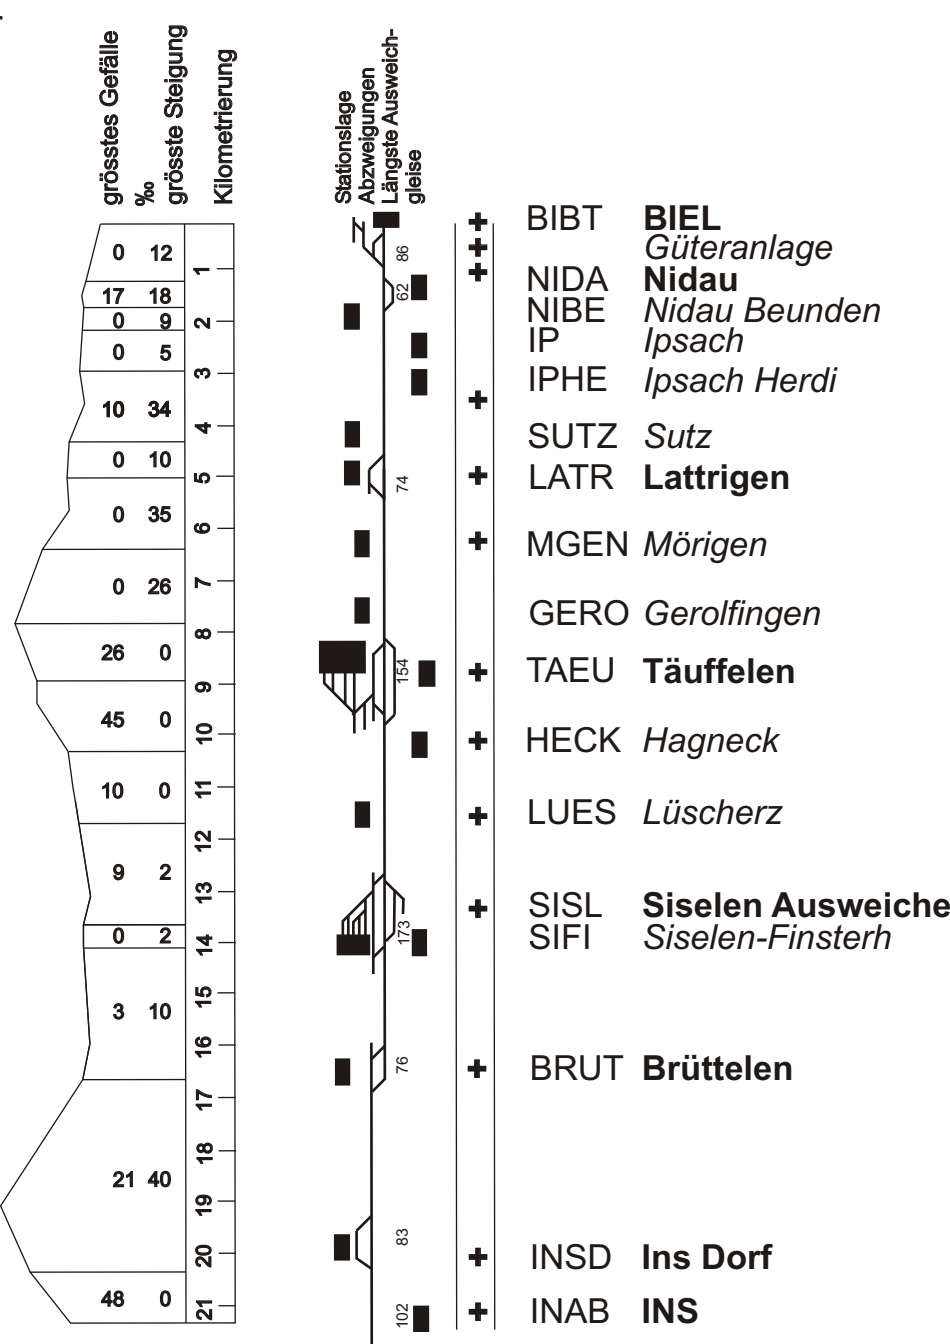 grösstes Gefälle
‰
grösste Steigung
Kilometrierung
Stationslage
Abzweigungen
Längste Ausweich-
gleise
0 12
17 18
0 9
0 5
10 34
0 10
0 35
0 26
26 0
45 0
10 0
9 2
0 2
3 10
21 40
48 0
1
2
3
4
5
6
7
8
9
10
11
12
13
14
15
16
17
18
19
20
21
86
62
74
154
173
76
83
102
BIBT BIEL
Güteranlage
NIDA Nidau
NIBE Nidau Beunden
IP Ipsach
IPHE Ipsach Herdi
SUTZ Sutz
LATR Lattrigen
MGEN Mörigen
GERO Gerolfingen
TAEU Täuffelen
HECK Hagneck
LUES Lüscherz
SISL Siselen Ausweiche
SIFI Siselen-Finsterh
BRUT Brüttelen
INSD Ins Dorf
INAB INS